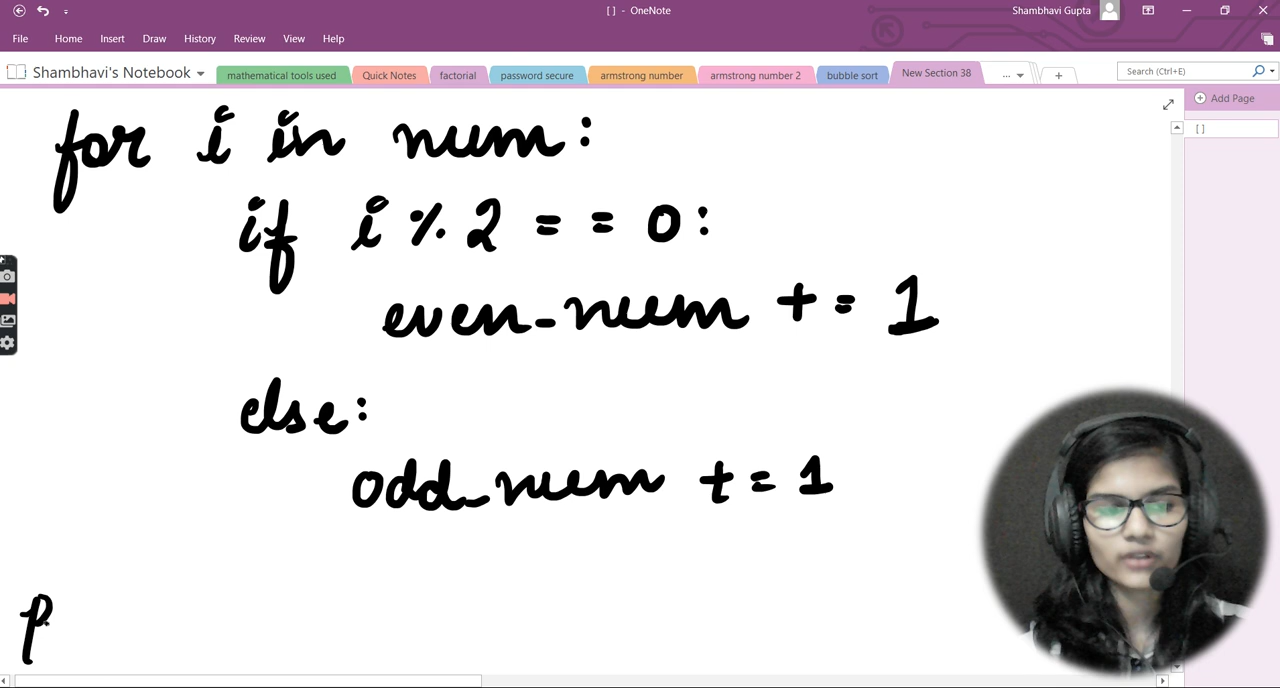 [ ] - OneNote
Shambhavi Gupta
File Home Insert Draw History Review View Help
Shambhavi's Notebook
mathematical tools used Quick Notes factorial password secure armstrong number armstrong number 2 bubble sort New Section 38 ... +
Search (Ctrl+E)
Add Page
[ ]
for i in num:
if i % 2 = = 0:
even_num + = 1
else:
odd_num + = 1
p